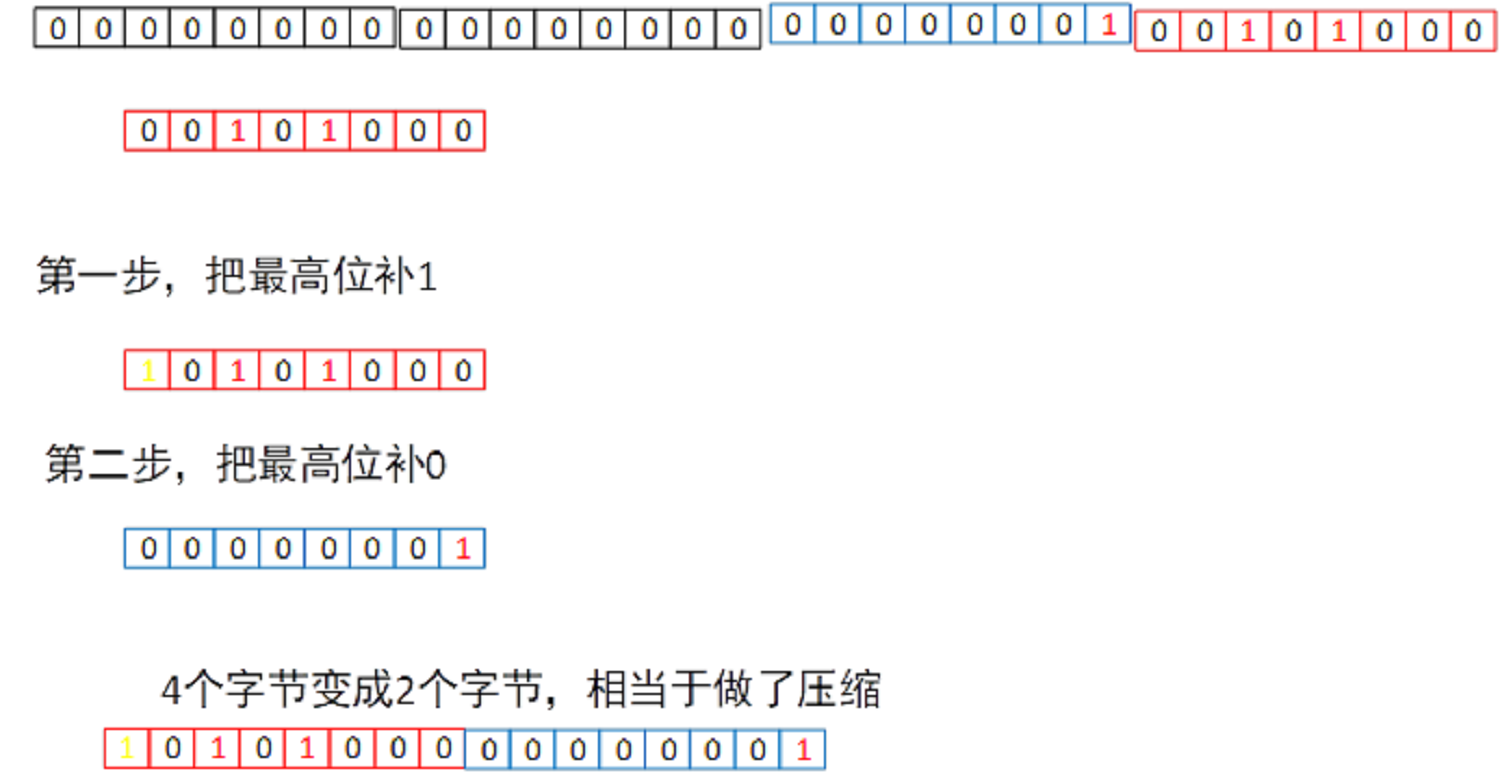 0 0 0 0 0 0 0 0 0 0 0 0 0 0 0 0 0 0 0 0 0 0 0 1 0 0 1 0 1 0 0 0
0 0 1 0 1 0 0 0
第一步，把最高位补1
1 0 1 0 1 0 0 0
第二步，把最高位补0
0 0 0 0 0 0 0 1
4个字节变成2个字节，相当于做了压缩
1 0 1 0 1 0 0 0 0 0 0 0 0 0 0 1